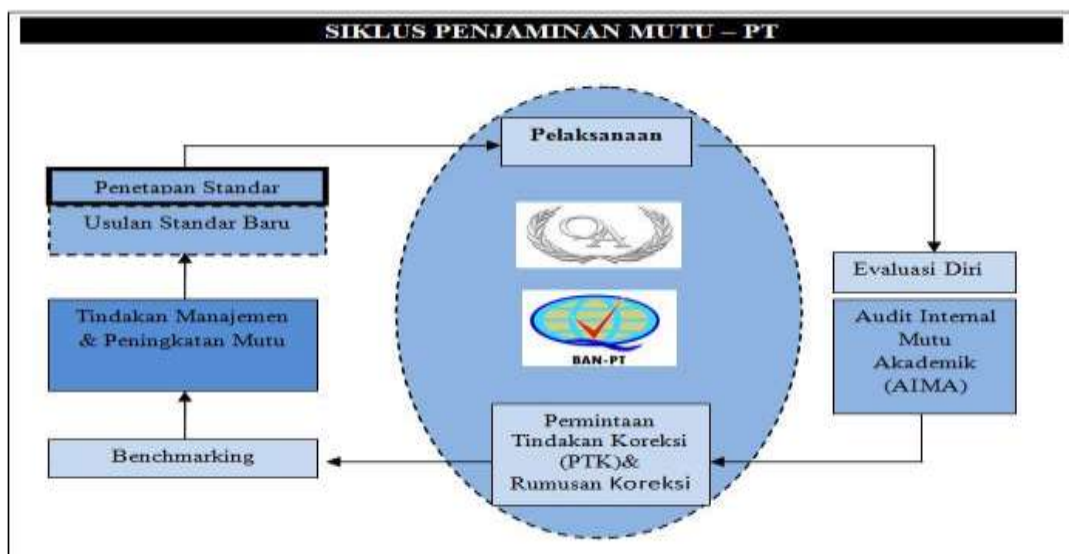 SIKLUS PENJAMINAN MUTU – PT
Pelaksanaan
Penetapan Standar
Usulan Standar Baru
QA
Evaluasi Diri
Tindakan Manajemen
& Peningkatan Mutu
BAN-PT
Audit Internal
Mutu
Akademik
(AIMA)
Permintaan
Tindakan Koreksi
(PTK)&
Rumusan Koreksi
Benchmarking